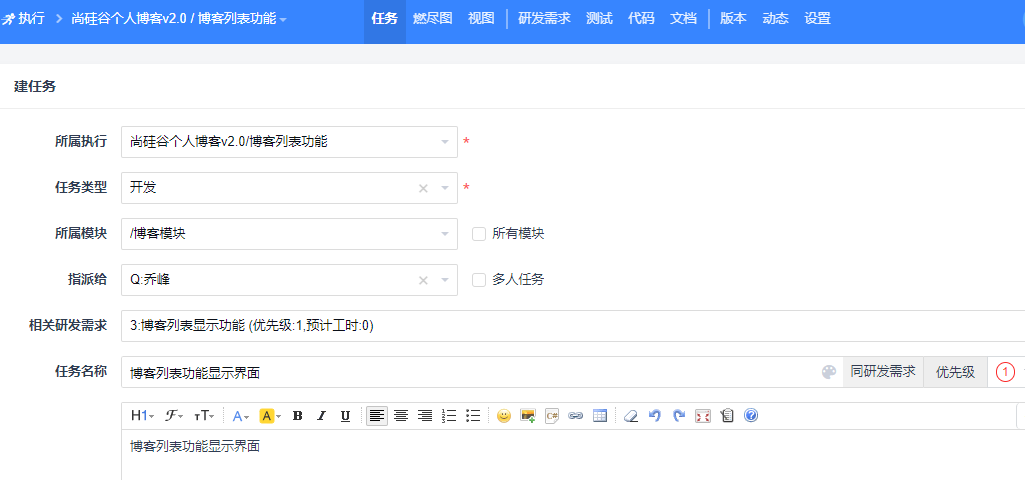 执行 尚硅谷个人博客v2.0 / 博客列表功能 任务 燃尽图 视图 研发需求 测试 代码 文档 版本 动态 设置
建任务
所属执行 尚硅谷个人博客v2.0/博客列表功能 *
任务类型 开发 *
所属模块 /博客模块 所有模块
指派给 Q:乔峰 多人任务
相关研发需求 3:博客列表显示功能 (优先级:1,预计工时:0)
任务名称 博客列表功能显示界面 同研发需求 优先级 1
H1 F TT A A B I U C#
博客列表功能显示界面